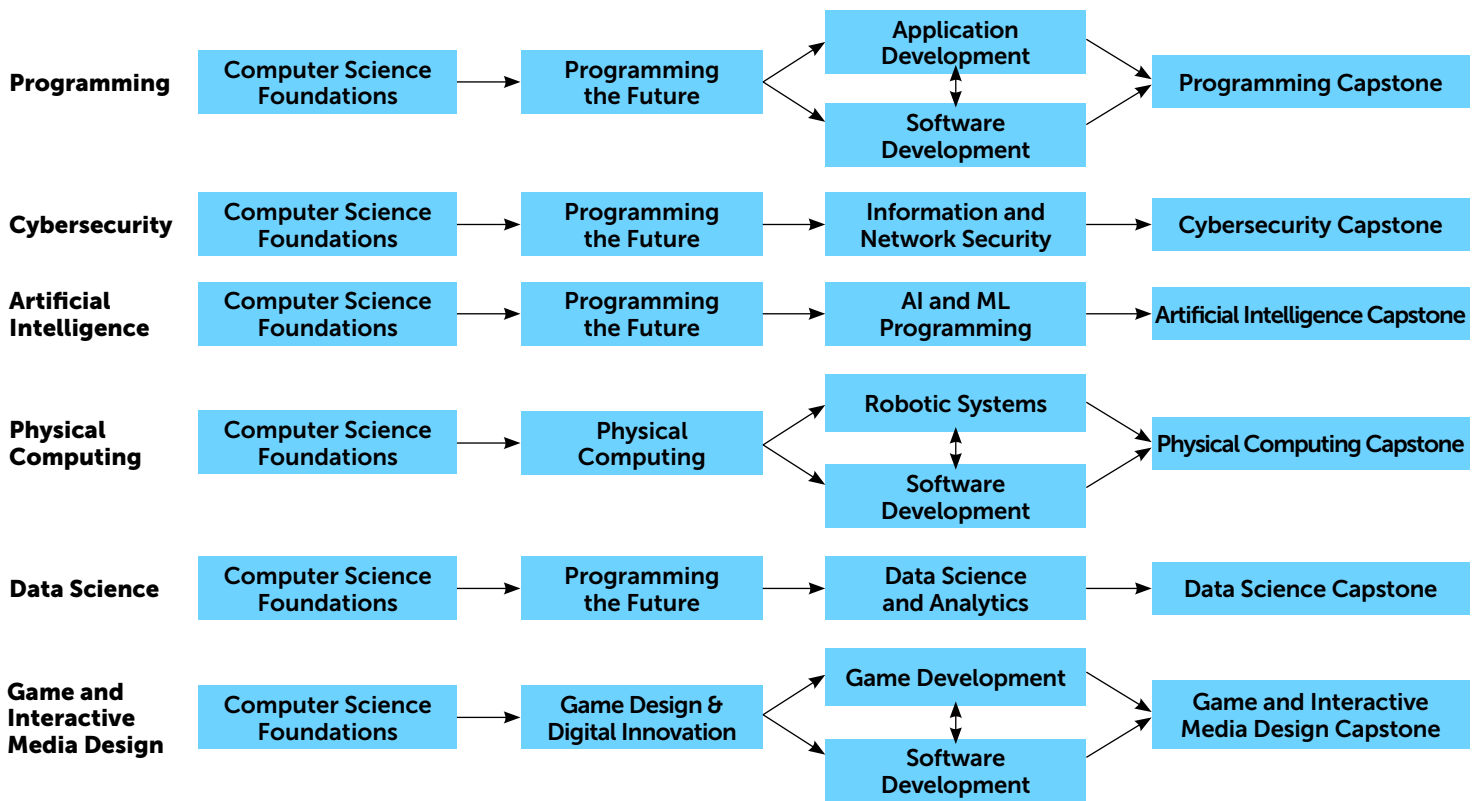 Programming
Computer Science
Foundations
Programming
the Future
Application
Development
Software
Development
Programming Capstone
Cybersecurity
Computer Science
Foundations
Programming
the Future
Information and
Network Security
Cybersecurity Capstone
Artificial
Intelligence
Computer Science
Foundations
Programming
the Future
AI and ML
Programming
Artificial Intelligence Capstone
Physical
Computing
Computer Science
Foundations
Physical
Computing
Robotic Systems
Software
Development
Physical Computing Capstone
Data Science
Computer Science
Foundations
Programming
the Future
Data Science
and Analytics
Data Science Capstone
Game and
Interactive
Media Design
Computer Science
Foundations
Game Design &
Digital Innovation
Game Development
Software
Development
Game and Interactive
Media Design Capstone